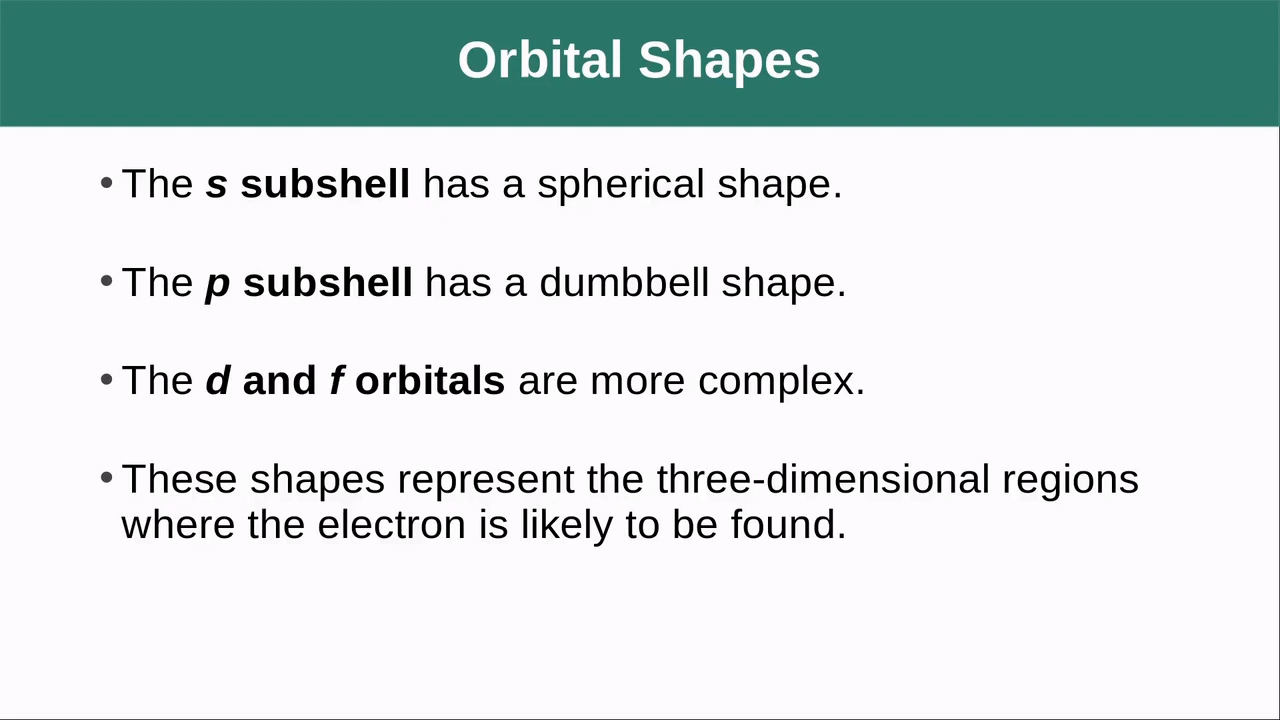 Orbital Shapes
• The s subshell has a spherical shape.
• The p subshell has a dumbbell shape.
• The d and f orbitals are more complex.
• These shapes represent the three-dimensional regions
where the electron is likely to be found.